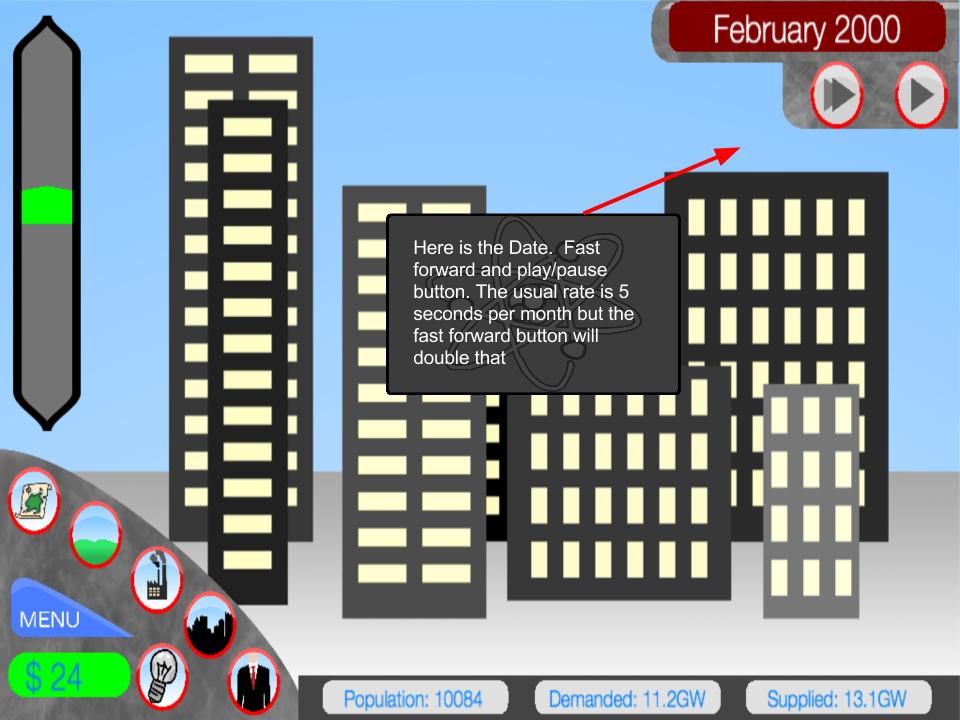 February 2000
Here is the Date.  Fast
forward and play/pause
button. The usual rate is 5
seconds per month but the
fast forward button will
double that
MENU
$ 24
Population: 10084
Demanded: 11.2GW
Supplied: 13.1GW